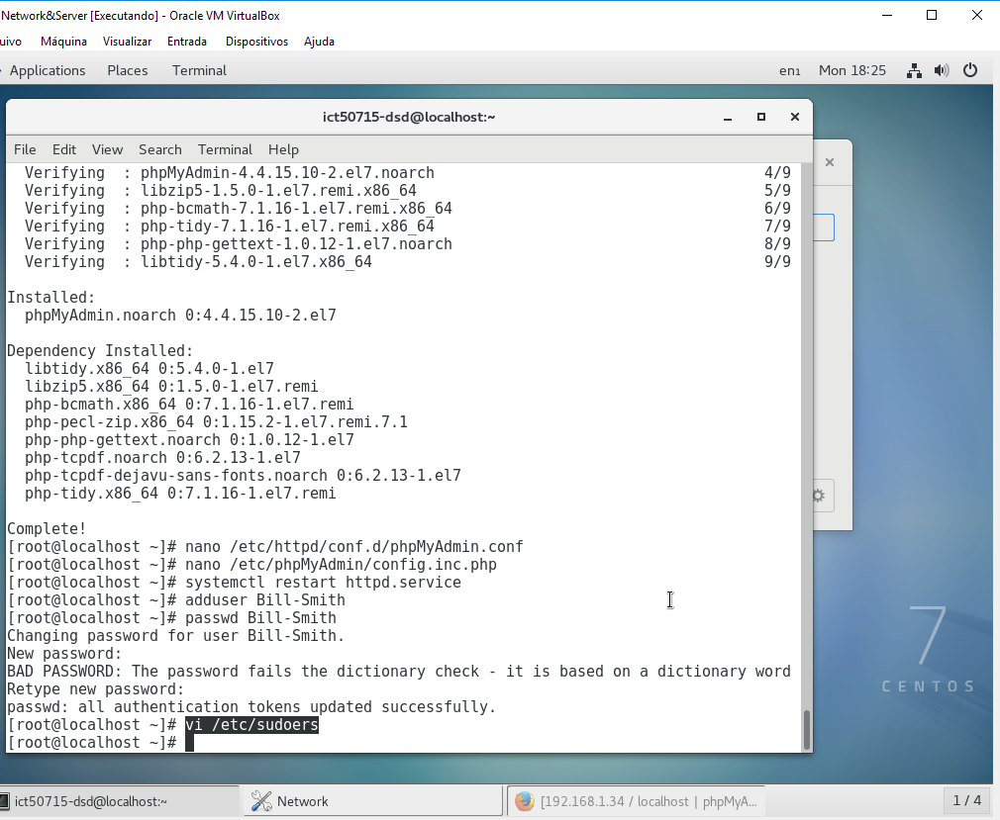 Network&Server [Executando] - Oracle VM VirtualBox
uivo Máquina Visualizar Entrada Dispositivos Ajuda
Applications Places Terminal en1 Mon 18:25
ict50715-dsd@localhost:~
File Edit View Search Terminal Help
Verifying : phpMyAdmin-4.4.15.10-2.el7.noarch 4/9
Verifying : libzip5-1.5.0-1.el7.remi.x86_64 5/9
Verifying : php-bcmath-7.1.16-1.el7.remi.x86_64 6/9
Verifying : php-tidy-7.1.16-1.el7.remi.x86_64 7/9
Verifying : php-php-gettext-1.0.12-1.el7.noarch 8/9
Verifying : libtidy-5.4.0-1.el7.x86_64 9/9
Installed:
phpMyAdmin.noarch 0:4.4.15.10-2.el7
Dependency Installed:
libtidy.x86_64 0:5.4.0-1.el7
libzip5.x86_64 0:1.5.0-1.el7.remi
php-bcmath.x86_64 0:7.1.16-1.el7.remi
php-pecl-zip.x86_64 0:1.15.2-1.el7.remi.7.1
php-php-gettext.noarch 0:1.0.12-1.el7
php-tcpdf.noarch 0:6.2.13-1.el7
php-tcpdf-dejavu-sans-fonts.noarch 0:6.2.13-1.el7
php-tidy.x86_64 0:7.1.16-1.el7.remi
Complete!
[root@localhost ~]# nano /etc/httpd/conf.d/phpMyAdmin.conf
[root@localhost ~]# nano /etc/phpMyAdmin/config.inc.php
[root@localhost ~]# systemctl restart httpd.service
[root@localhost ~]# adduser Bill-Smith
[root@localhost ~]# passwd Bill-Smith
Changing password for user Bill-Smith.
New password:
BAD PASSWORD: The password fails the dictionary check - it is based on a dictionary word
Retype new password:
passwd: all authentication tokens updated successfully.
[root@localhost ~]# vi /etc/sudoers
[root@localhost ~]#
7
CENTOS
ict50715-dsd@localhost:~ Network [192.168.1.34 / localhost | phpMyA... 1 / 4